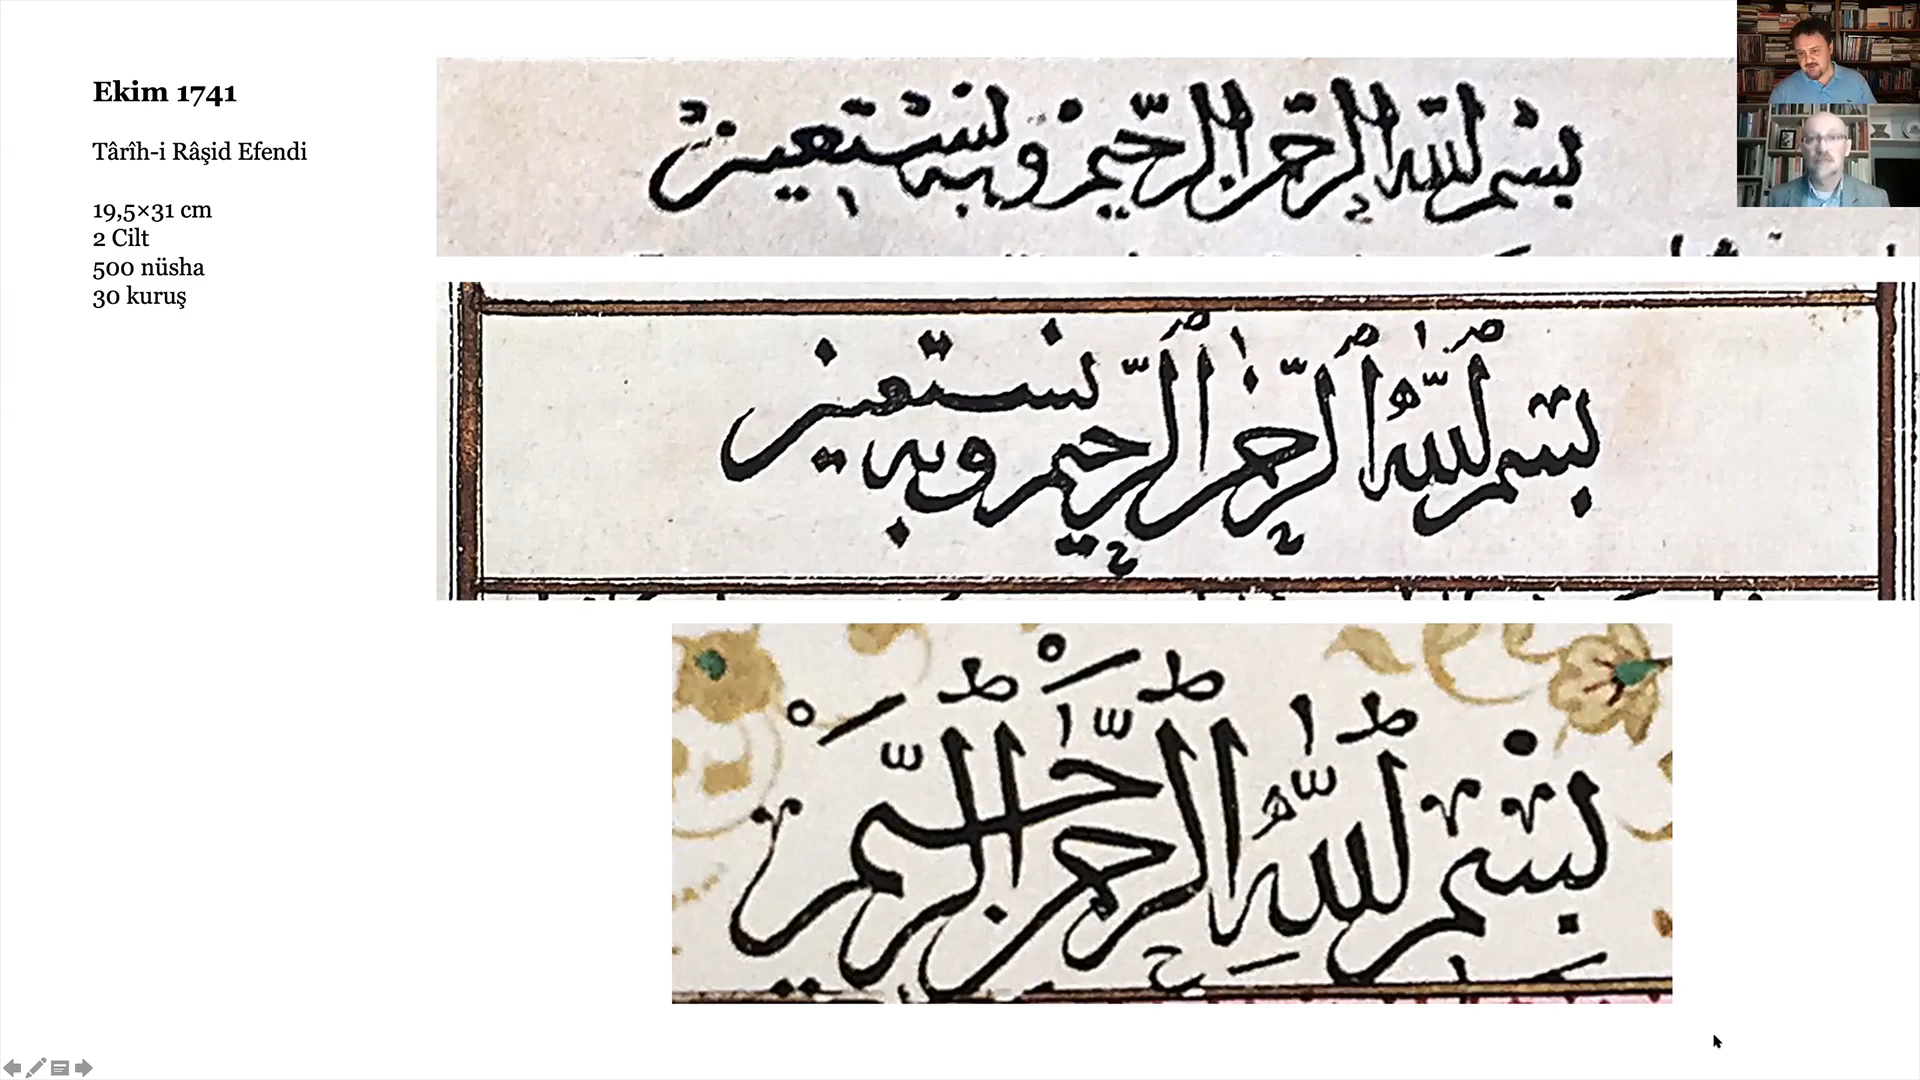 Ekim 1741
Târîh-i Râşid Efendi
19,5×31 cm
2 Cilt
500 nüsha
30 kuruş
بسم الله الرحمن الرحيم وبه نستعين
بسم الله الرحمن الرحيم وبه نستعين
بسم الله الرحمن الرحيم